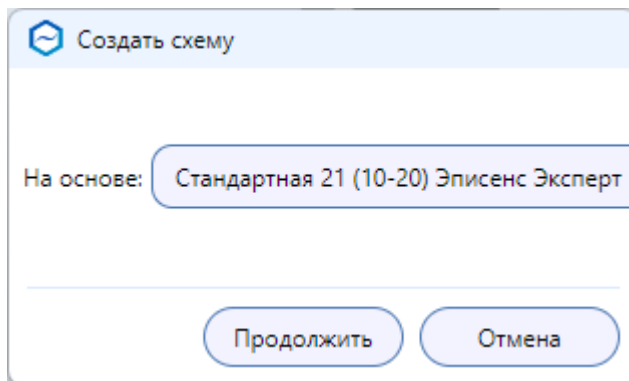 Создать схему
На основе: Стандартная 21 (10-20) Эписенс Эксперт
Продолжить Отмена